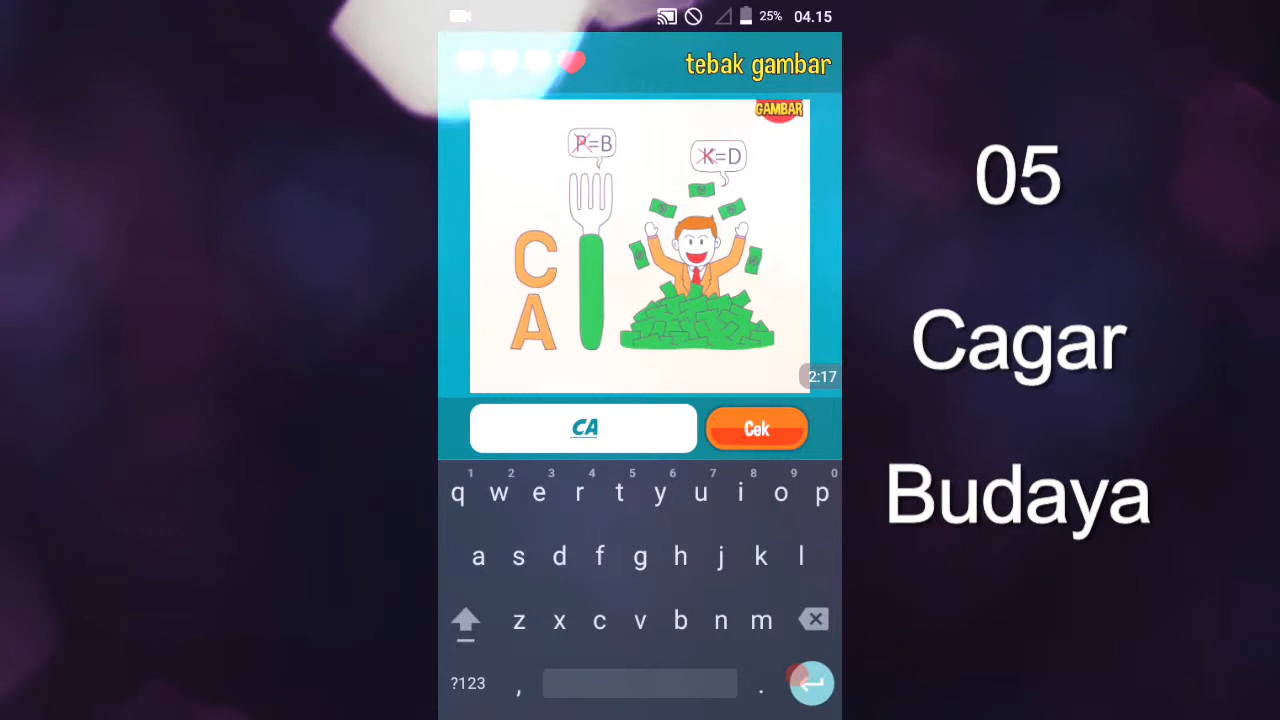 25% 04.15
tebak gambar
GAMBAR
P=B
K=D
C
A
2:17
CA
Cek
1 2 3 4 5 6 7 8 9 0
q w e r t y u i o p
a s d f g h j k l
z x c v b n m
?123 , .
05
Cagar
Budaya